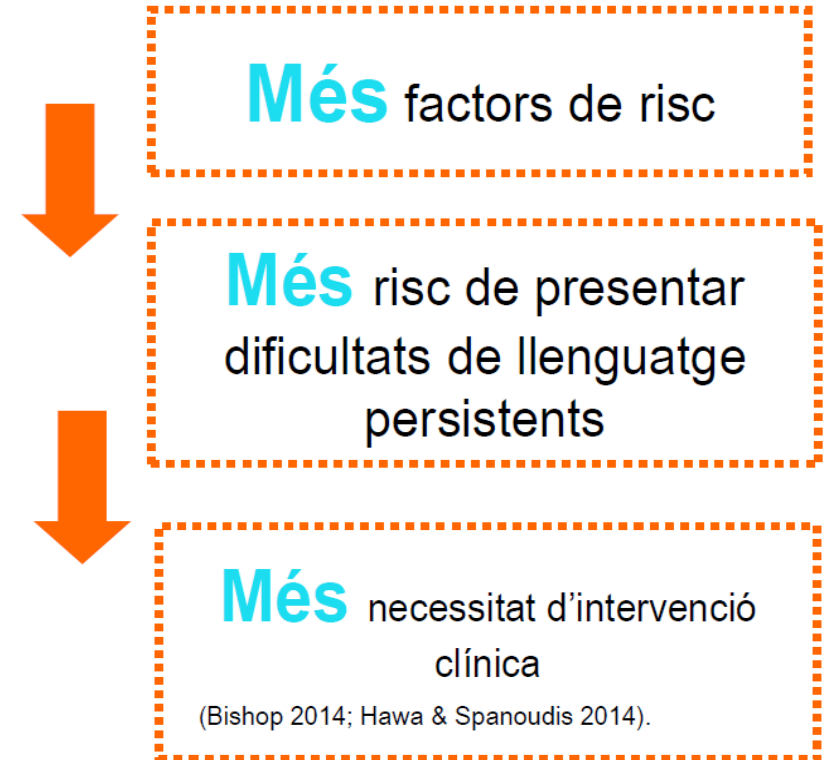 Més factors de risc
Més risc de presentar
dificultats de llenguatge
persistents
Més necessitat d’intervenció
clínica
(Bishop 2014; Hawa & Spanoudis 2014).